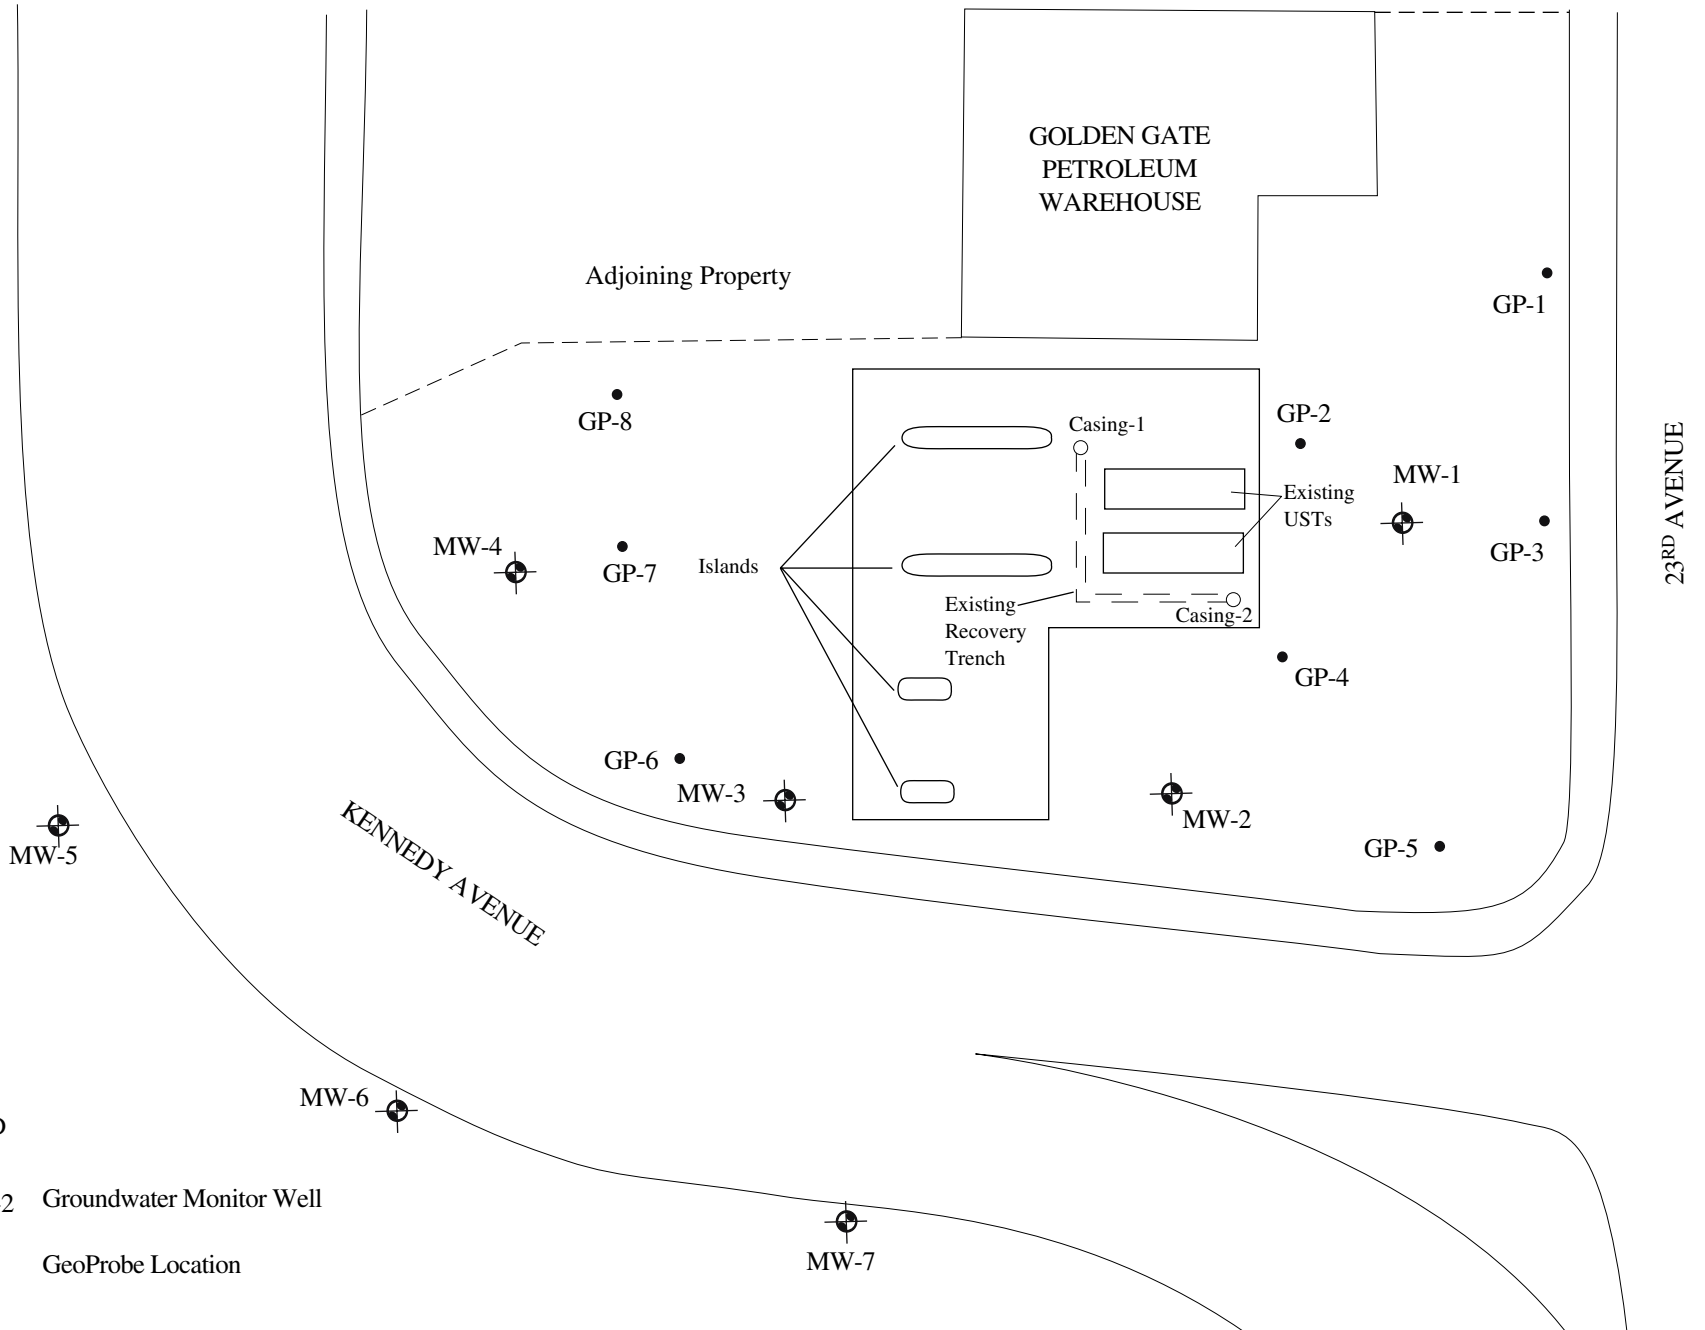 GOLDEN GATE
PETROLEUM
WAREHOUSE
Adjoining Property
GP-1
GP-8
Casing-1
GP-2
MW-1
Existing
USTs
23RD AVENUE
GP-3
MW-4
GP-7
Islands
Existing
Recovery
Trench
Casing-2
GP-4
GP-6
MW-3
MW-2
GP-5
MW-5
KENNEDY AVENUE
MW-6
2 Groundwater Monitor Well
GeoProbe Location
MW-7